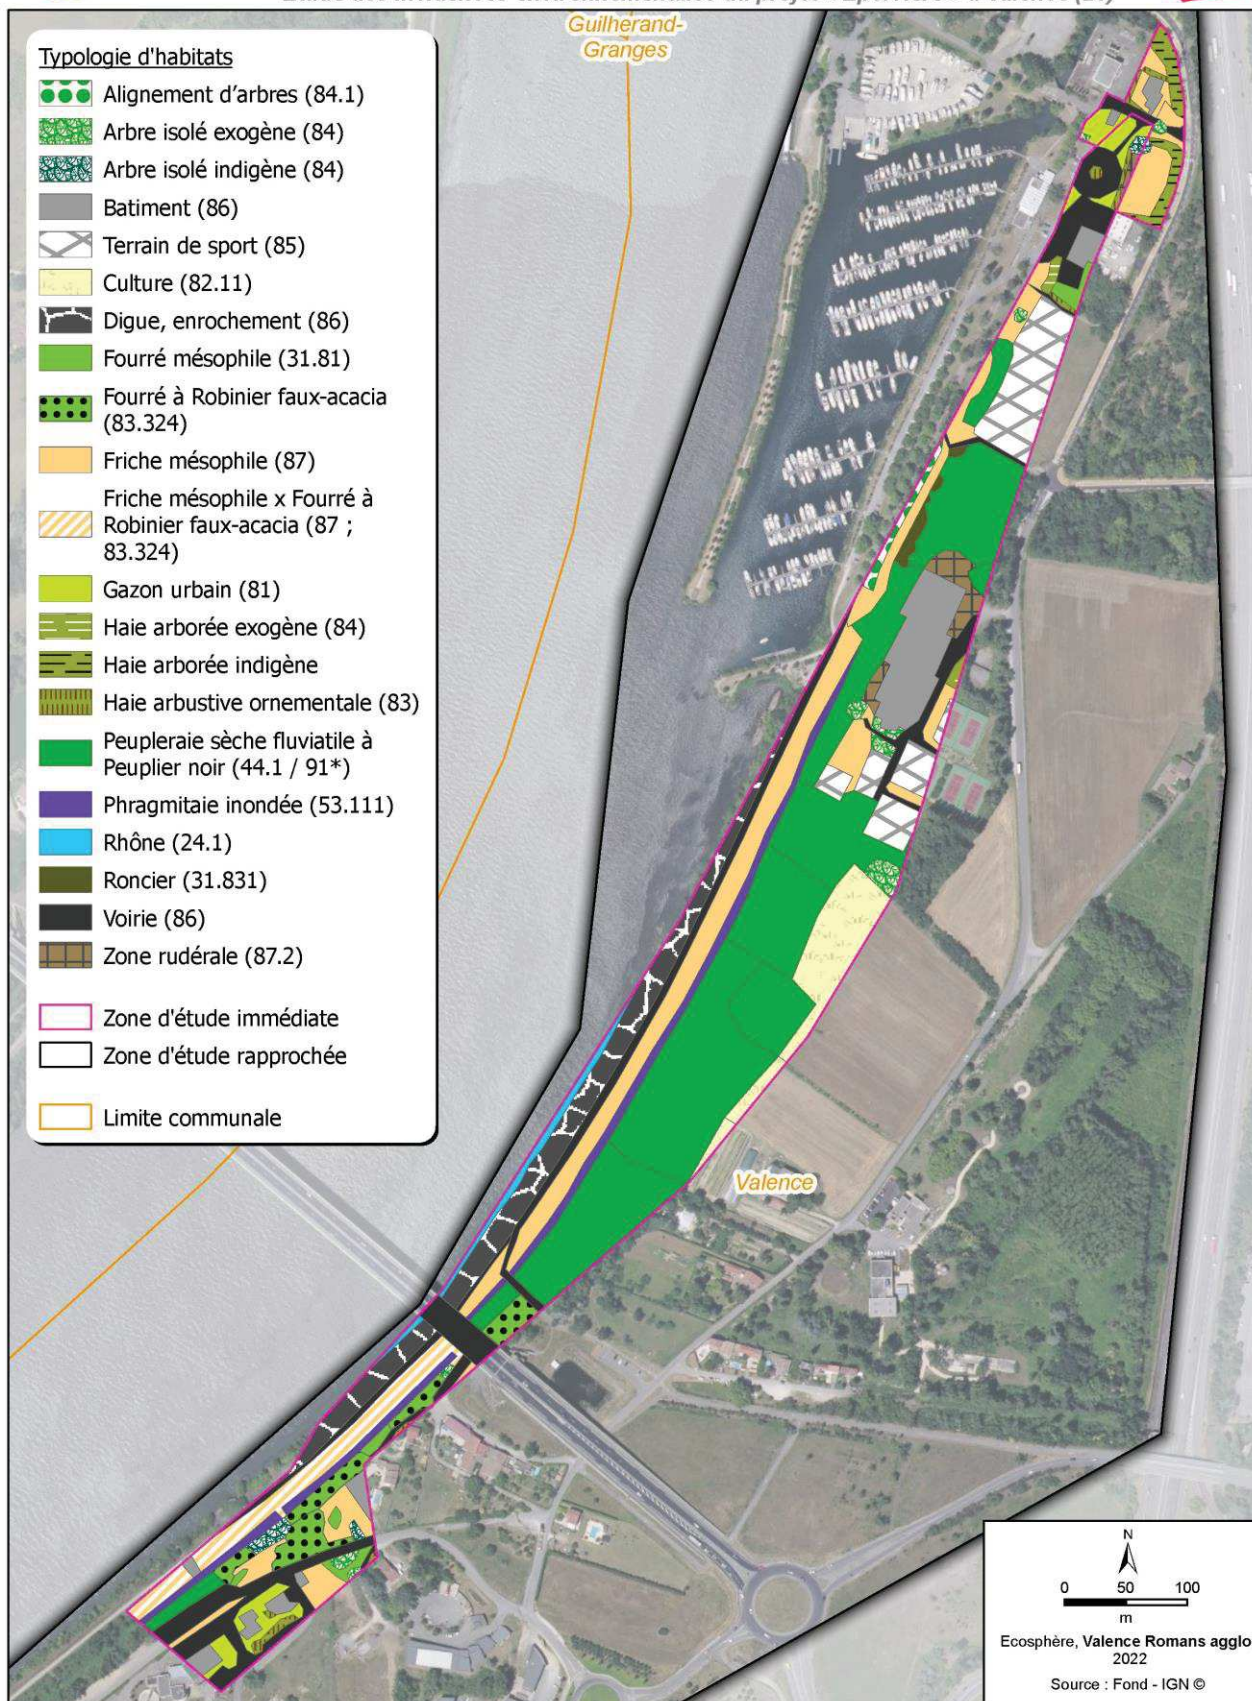 Guilherand-
Granges
Typologie d'habitats
Alignement d'arbres (84.1)
Arbre isolé exogène (84)
Arbre isolé indigène (84)
Batiment (86)
Terrain de sport (85)
Culture (82.11)
Digue, enrochement (86)
Fourré mésophile (31.81)
Fourré à Robinier faux-acacia
(83.324)
Friche mésophile (87)
Friche mésophile x Fourré à
Robinier faux-acacia (87 ;
83.324)
Gazon urbain (81)
Haie arborée exogène (84)
Haie arborée indigène
Haie arbustive ornementale (83)
Peupleraie sèche fluviatile à
Peuplier noir (44.1 / 91*)
Phragmitaie inondée (53.111)
Rhône (24.1)
Roncier (31.831)
Voirie (86)
Zone rudérale (87.2)
Zone d'étude immédiate
Zone d'étude rapprochée
Limite communale
Valence
N
0 50 100
m
Ecosphère, Valence Romans agglo
2022
Source : Fond - IGN ©